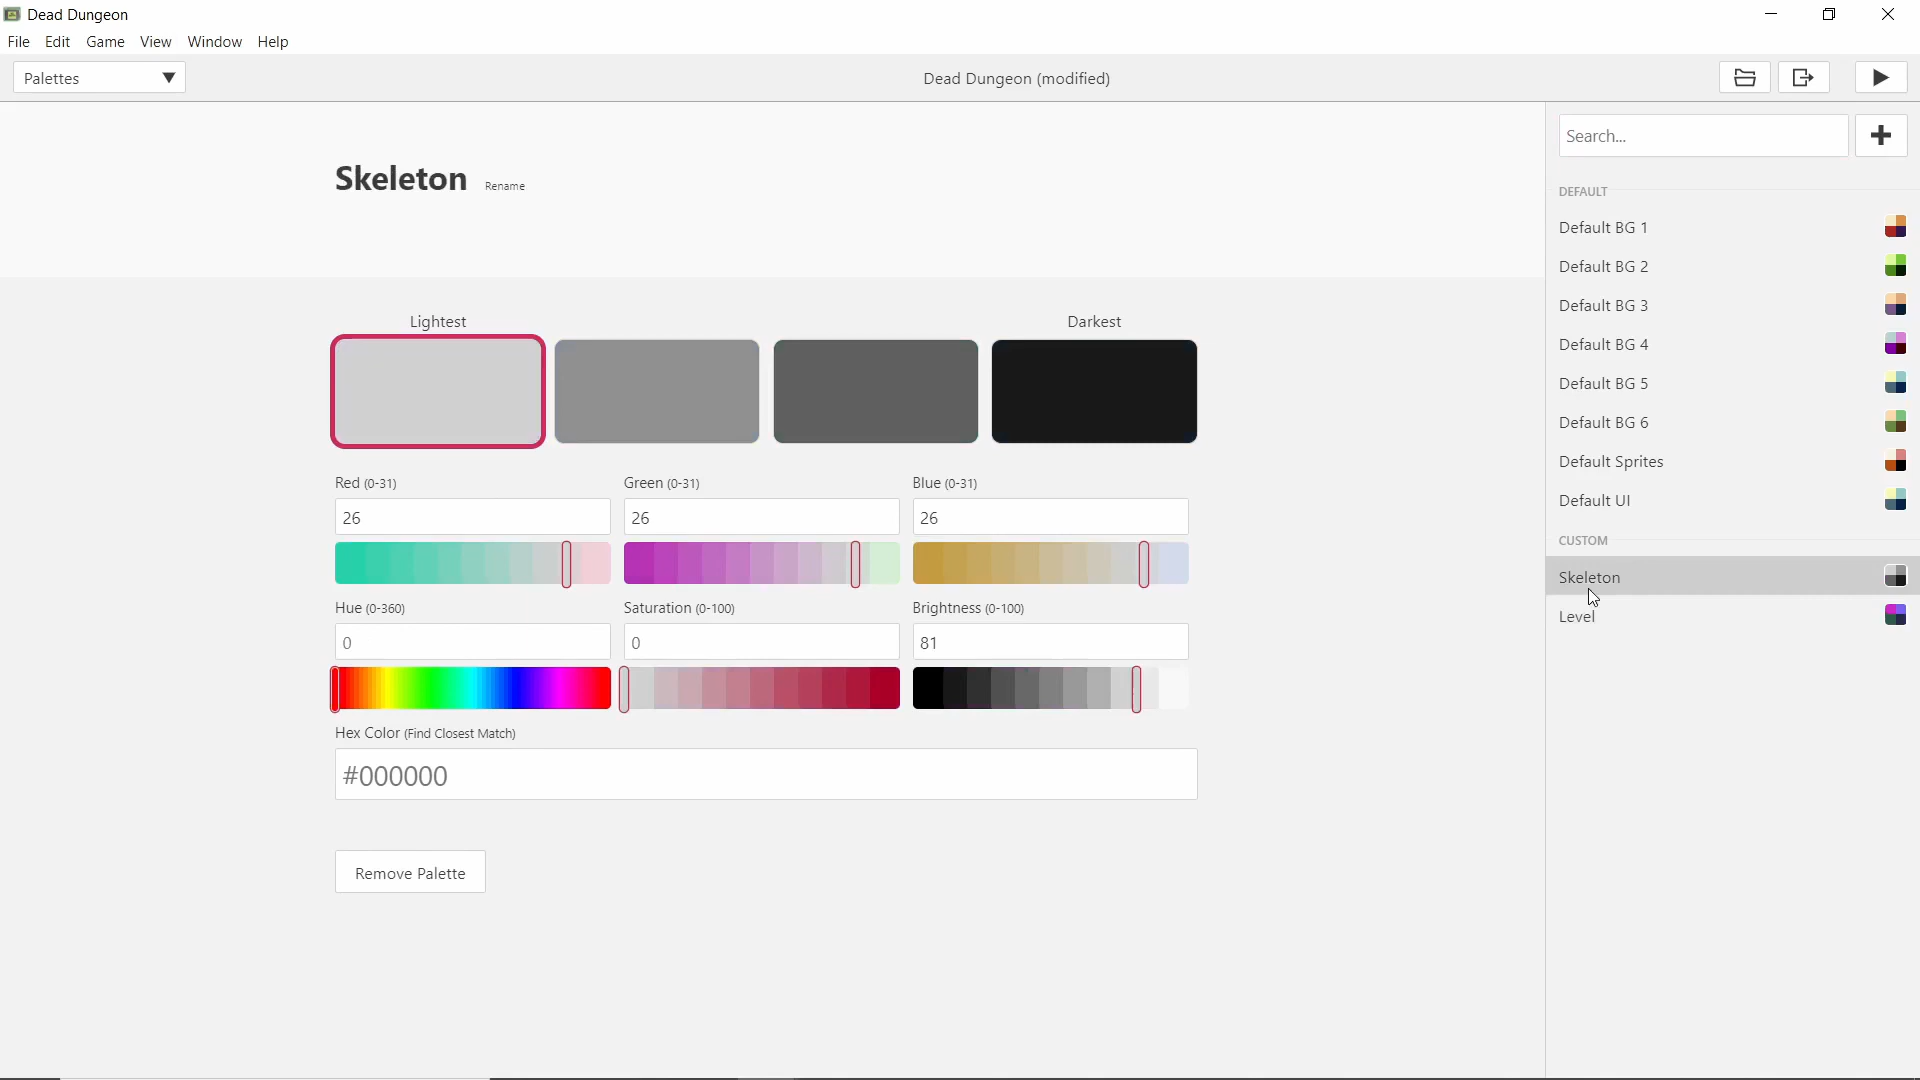 Dead Dungeon
File Edit Game View Window Help
Palettes
Dead Dungeon (modified)
Search...
Skeleton Rename
DEFAULT
Default BG 1
Default BG 2
Default BG 3
Default BG 4
Default BG 5
Default BG 6
Default Sprites
Default UI
CUSTOM
Skeleton
Level
Lightest Darkest
Red (0-31) Green (0-31) Blue (0-31)
26 26 26
Hue (0-360) Saturation (0-100) Brightness (0-100)
0 0 81
Hex Color (Find Closest Match)
#000000
Remove Palette